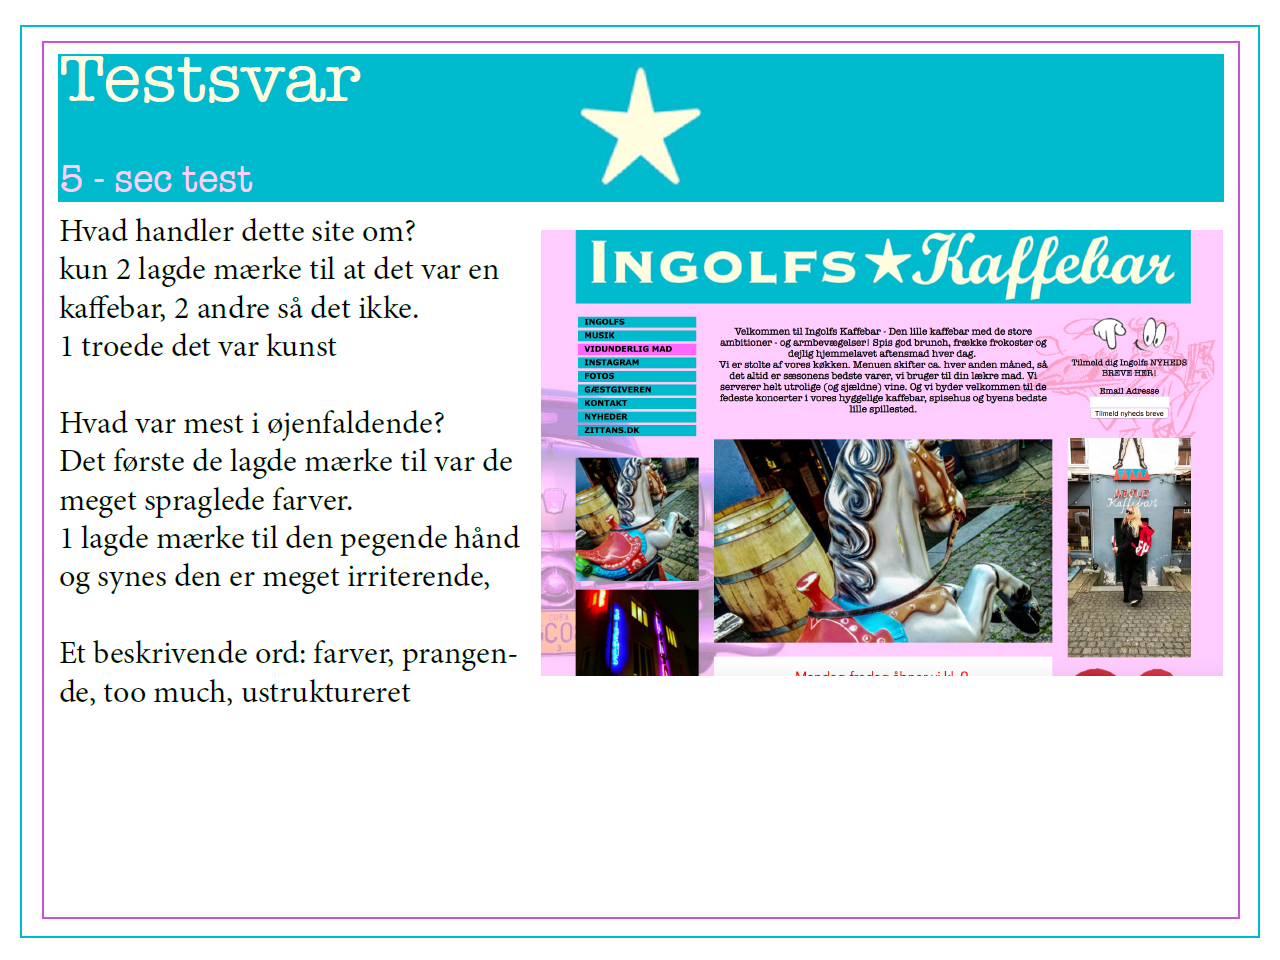 Testsvar
5 - sec test
Hvad handler dette site om?
kun 2 lagde mærke til at det var en
kaffebar, 2 andre så det ikke.
1 troede det var kunst
Hvad var mest i øjenfaldende?
Det første de lagde mærke til var de
meget spraglede farver.
1 lagde mærke til den pegende hånd
og synes den er meget irriterende,
Et beskrivende ord: farver, prangen-
de, too much, ustruktureret
INGOLFS★Kaffebar
INGOLFS
MUSIK
VIDUNDERLIG MAD
INSTAGRAM
FOTOS
GÆSTGIVEREN
KONTAKT
NYHEDER
ZITTANS.DK
Velkommen til Ingolfs Kaffebar - Den lille kaffebar med de store
ambitioner - og armbevægelser! Spis god brunch, frække frokoster og
dejlig hjemmelavet aftensmad hver dag.
Vi er stolte af vores køkken. Menuen skifter ca. hver anden måned, så
det altid er sæsonens bedste varer, vi bruger til din lækre mad. Vi
serverer helt utrolige (og sjældne) vine. Og vi byder velkommen til de
fedeste koncerter i vores hyggelige kaffebar, spisehus og byens bedste
lille spillested.
Tilmeld dig Ingolfs NYHEDS
BREVE HER!
Email Adresse
Tilmeld nyheds breve
CUBA
INGOLFS
Kaffebar